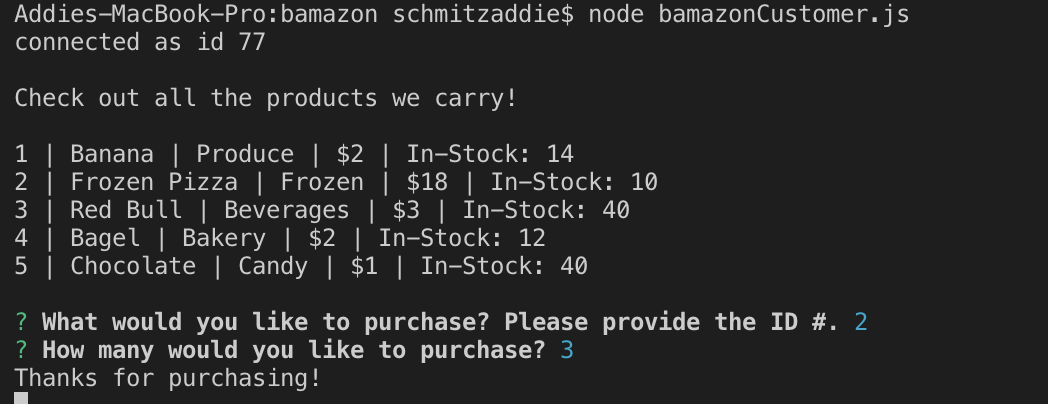 Addies-MacBook-Pro:bamazon schmitzaddie$ node bamazonCustomer.js
connected as id 77
Check out all the products we carry!
1 | Banana | Produce | $2 | In-Stock: 14
2 | Frozen Pizza | Frozen | $18 | In-Stock: 10
3 | Red Bull | Beverages | $3 | In-Stock: 40
4 | Bagel | Bakery | $2 | In-Stock: 12
5 | Chocolate | Candy | $1 | In-Stock: 40
? What would you like to purchase? Please provide the ID #. 2
? How many would you like to purchase? 3
Thanks for purchasing!